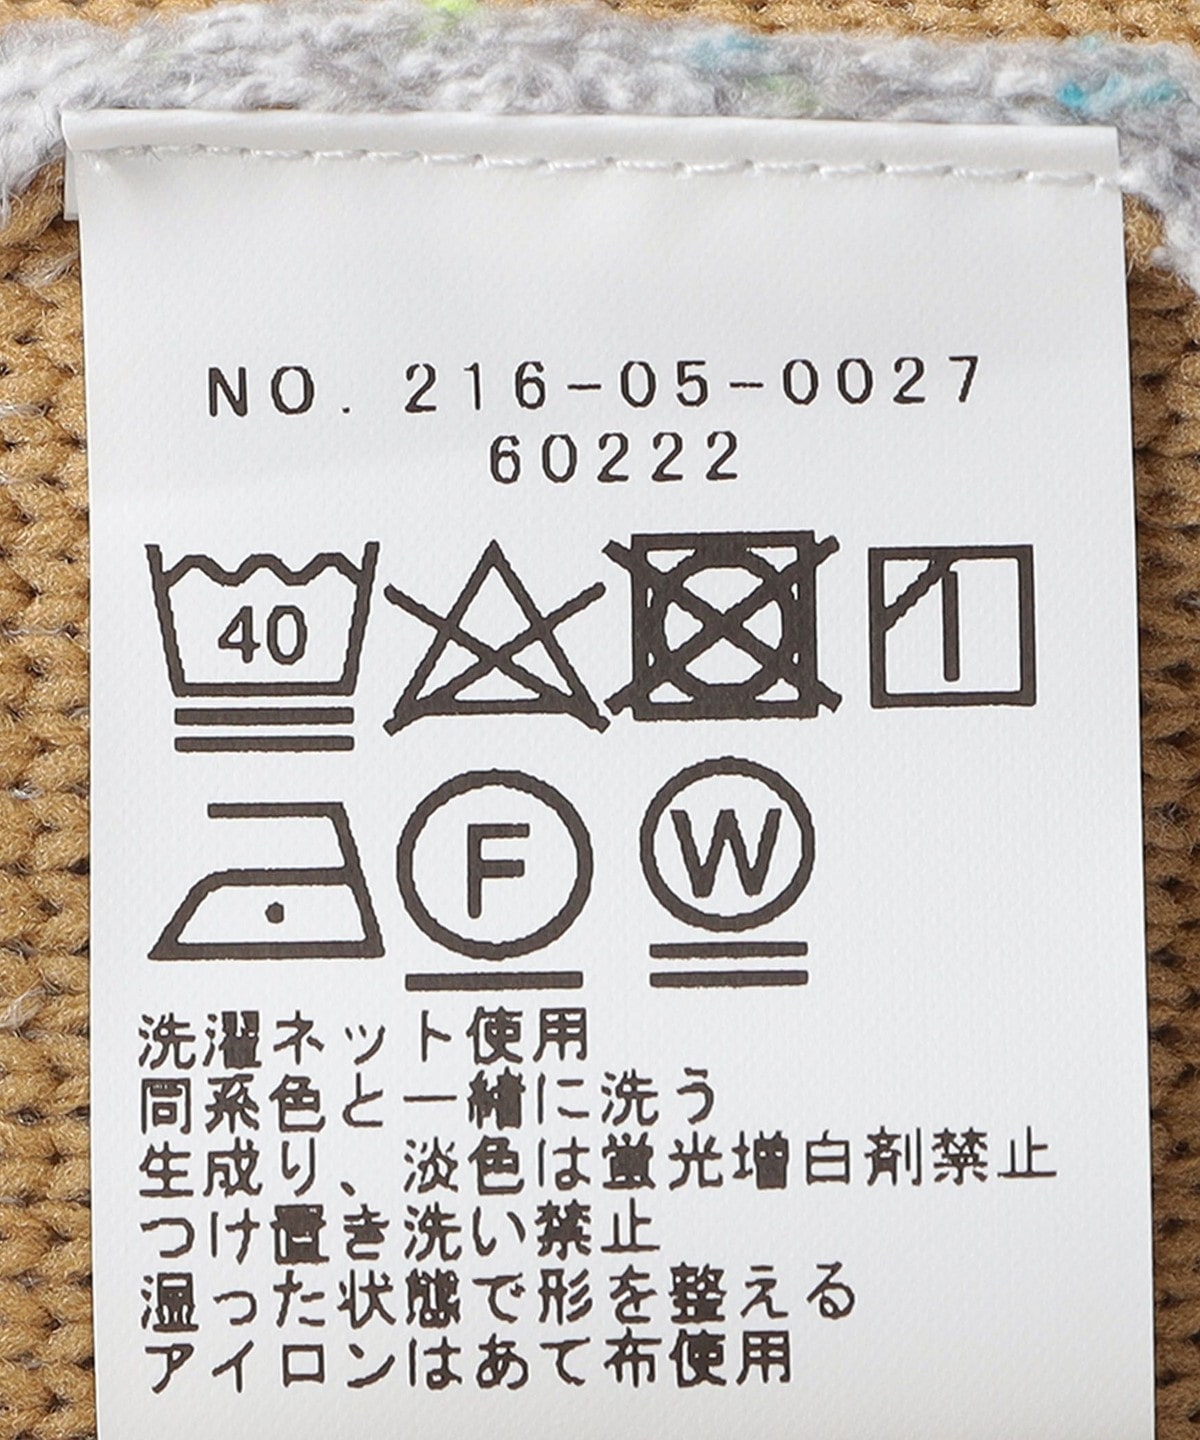 NO. 216-05-0027
60222
40
F W
洗濯ネット使用
同系色と一緒に洗う
生成り、淡色は蛍光増白剤禁止
つけ置き洗い禁止
湿った状態で形を整える
アイロンはあて布使用